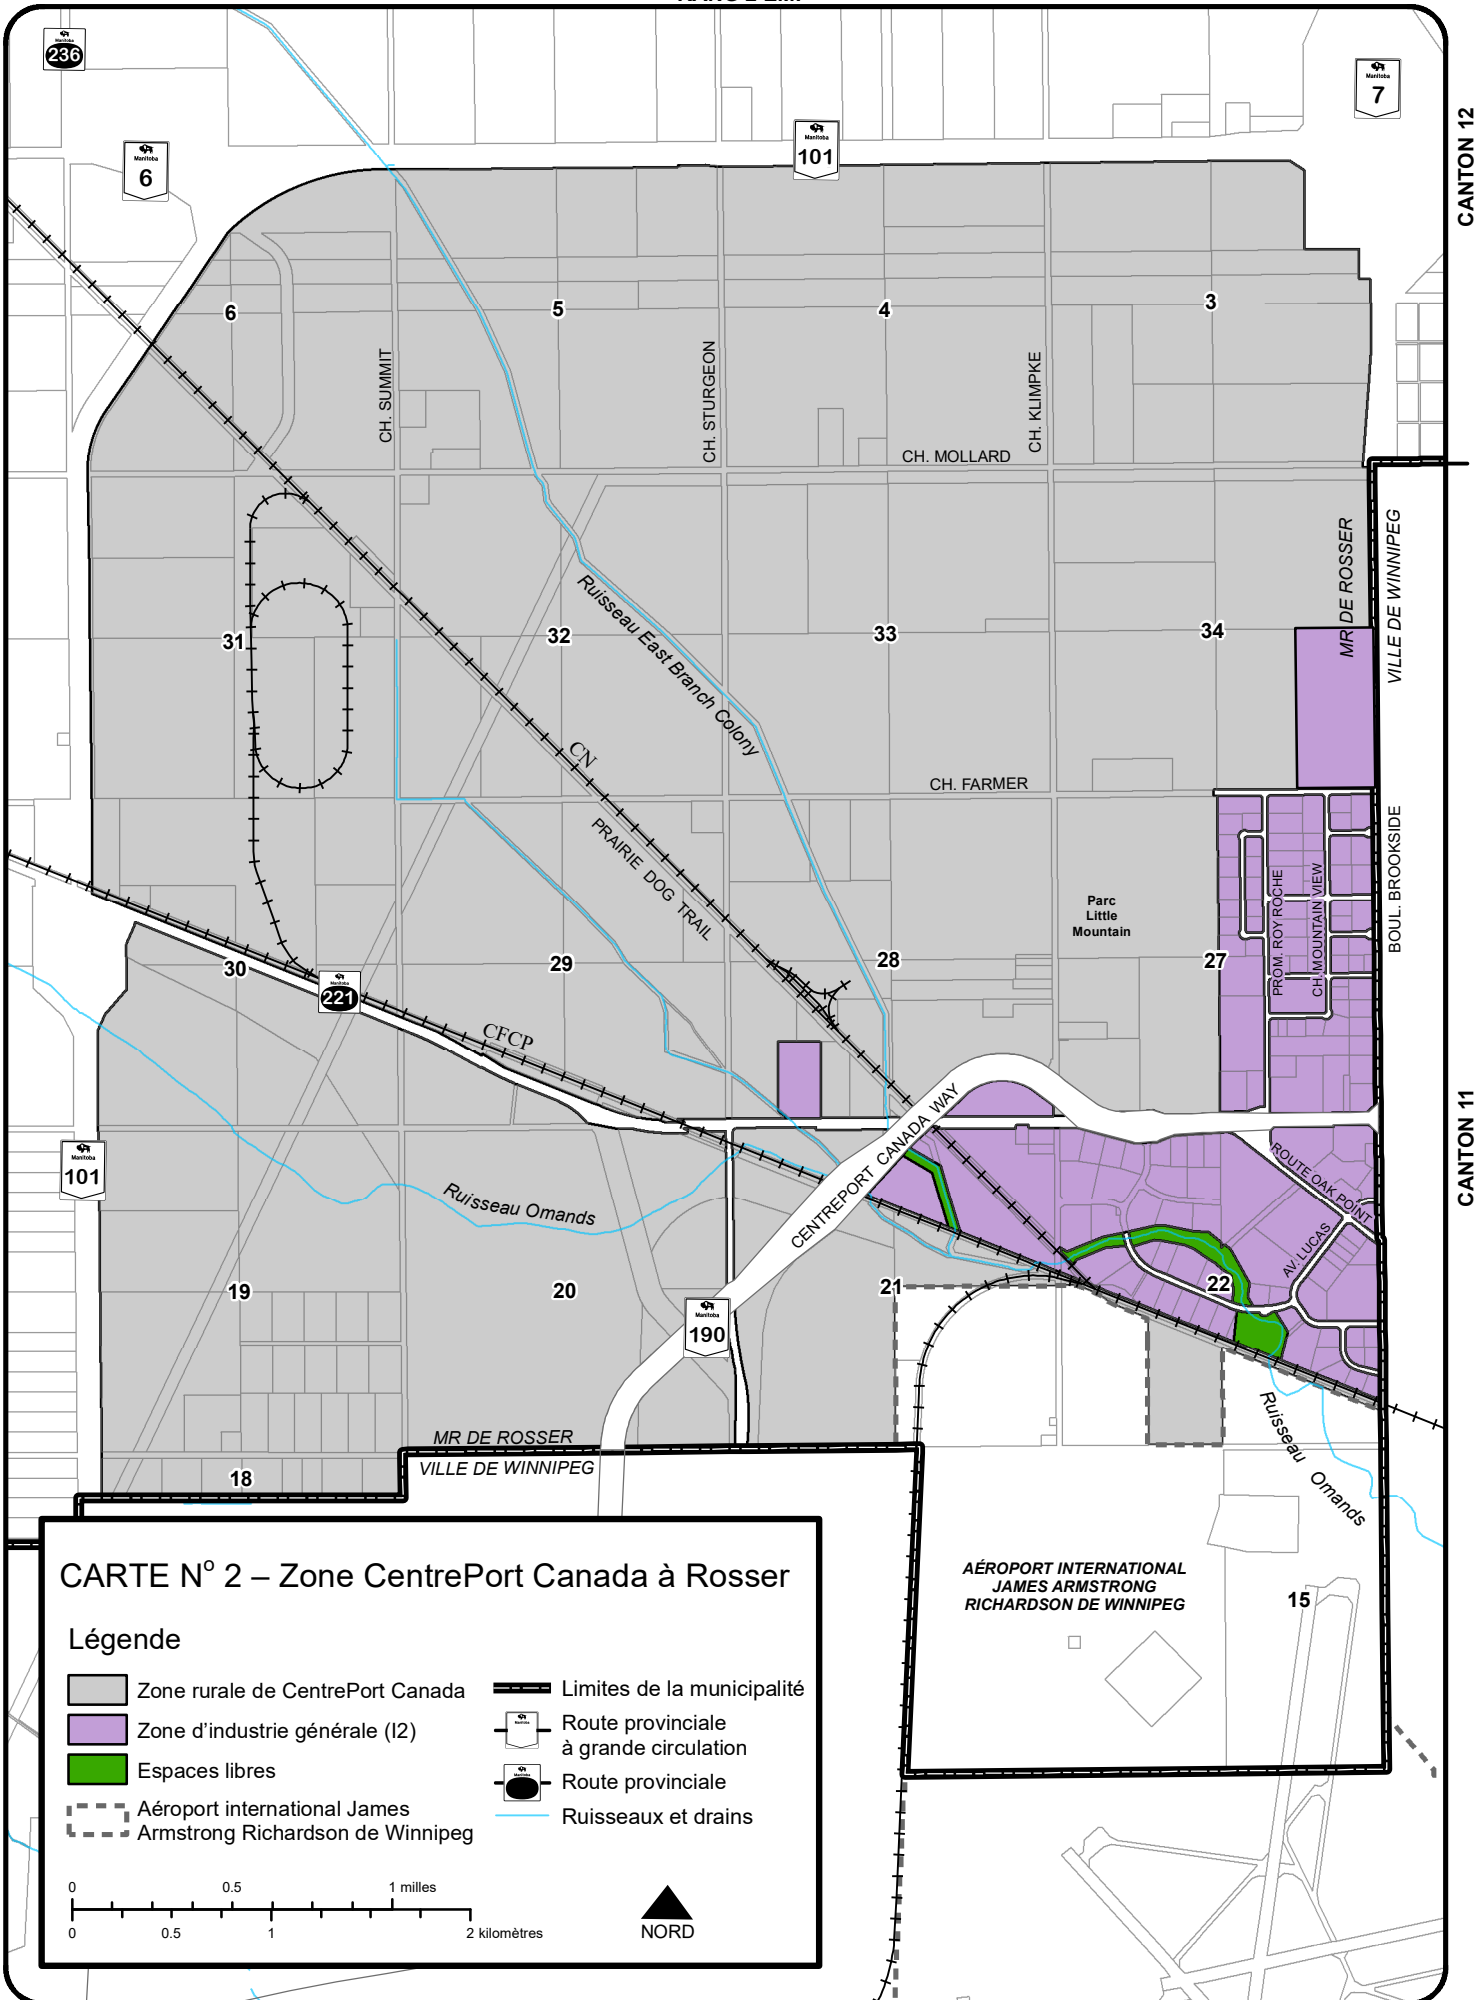 Manitoba
236
Manitoba
7
CANTON 12
Manitoba
101
Manitoba
6
6
5
4
3
CH. SUMMIT
CH. STURGEON
CH. KLIMPKE
CH. MOLLARD
MR DE ROSSER
VILLE DE WINNIPEG
31
32
33
34
Ruisseau East Branch Colony
CN
CH. FARMER
PRAIRIE DOG TRAIL
Parc
Little
Mountain
PROM. ROY ROCHE
CH. MOUNTAIN VIEW
BOUL. BROOKSIDE
30
29
28
27
Manitoba
221
CFCP
CENTREPORT CANADA WAY
Manitoba
101
Ruisseau Omands
ROUTE OAK POINT
AV. LUCAS
CANTON 11
19
20
21
22
Manitoba
190
MR DE ROSSER
VILLE DE WINNIPEG
18
Ruisseau Omands
AÉROPORT INTERNATIONAL
JAMES ARMSTRONG
RICHARDSON DE WINNIPEG
15
CARTE Nº 2 – Zone CentrePort Canada à Rosser
Légende
Zone rurale de CentrePort Canada
Zone d'industrie générale (I2)
Espaces libres
Aéroport international James
Armstrong Richardson de Winnipeg
Limites de la municipalité
Route provinciale
à grande circulation
Route provinciale
Ruisseaux et drains
0 0.5 1 milles
0 0.5 1 2 kilomètres
NORD